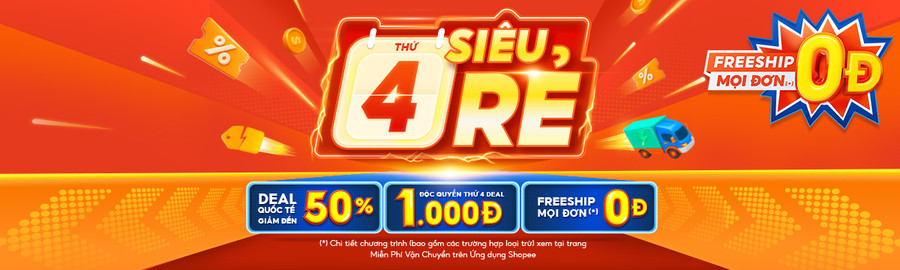 THỨ
4
SIÊU
RẺ
FREESHIP
MỌI ĐƠN(*)
0Đ
%
%
DEAL
QUỐC TẾ
GIẢM ĐẾN
50%
ĐỘC QUYỀN THỨ 4 DEAL
1.000Đ
FREESHIP
MỌI ĐƠN(*)
0Đ
(*) Chi tiết chương trình (bao gồm các trường hợp loại trừ) xem tại trang
Miễn Phí Vận Chuyển trên Ứng dụng Shopee